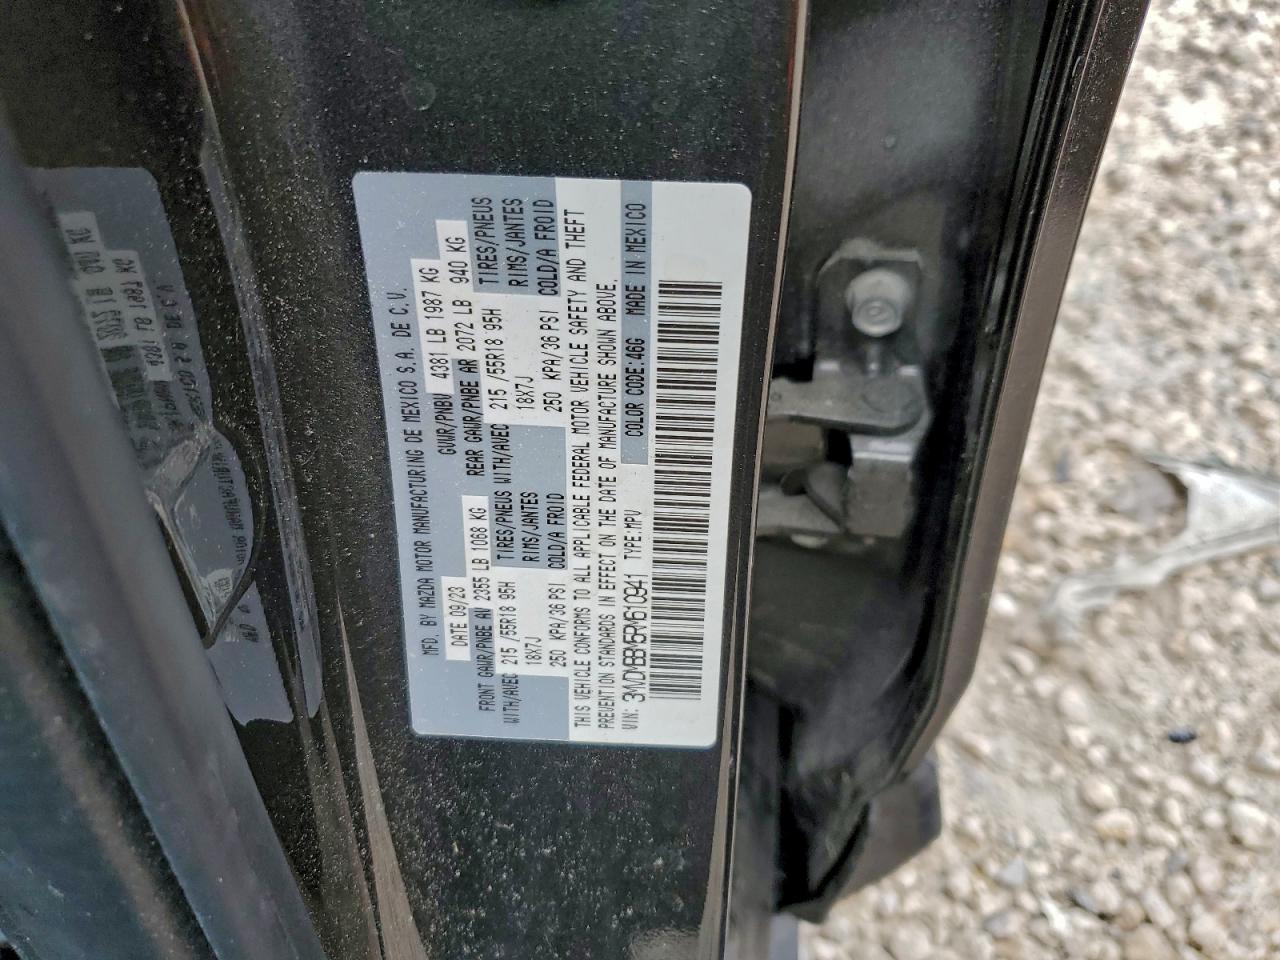 MFD. BY MAZDA MOTOR MANUFACTURING DE MEXICO S.A. DE C.V.
DATE 09/23 GVWR/PNBV 4381 LB 1987 KG
FRONT GAWR/PNBE AV 2355 LB 1068 KG REAR GAWR/PNBE AR 2072 LB 940 KG
WITH/AVEC 215 /55R18 95H TIRES/PNEUS WITH/AVEC 215 /55R18 95H TIRES/PNEUS
18X7J RIMS/JANTES 18X7J RIMS/JANTES
250 KPA/36 PSI COLD/A FROID 250 KPA/36 PSI COLD/A FROID
THIS VEHICLE CONFORMS TO ALL APPLICABLE FEDERAL MOTOR VEHICLE SAFETY AND THEFT
PREVENTION STANDARDS IN EFFECT ON THE DATE OF MANUFACTURE SHOWN ABOVE.
VIN: 3MVDMBBM5RM610941 TYPE:MPV COLOR CODE:46G MADE IN MEXICO